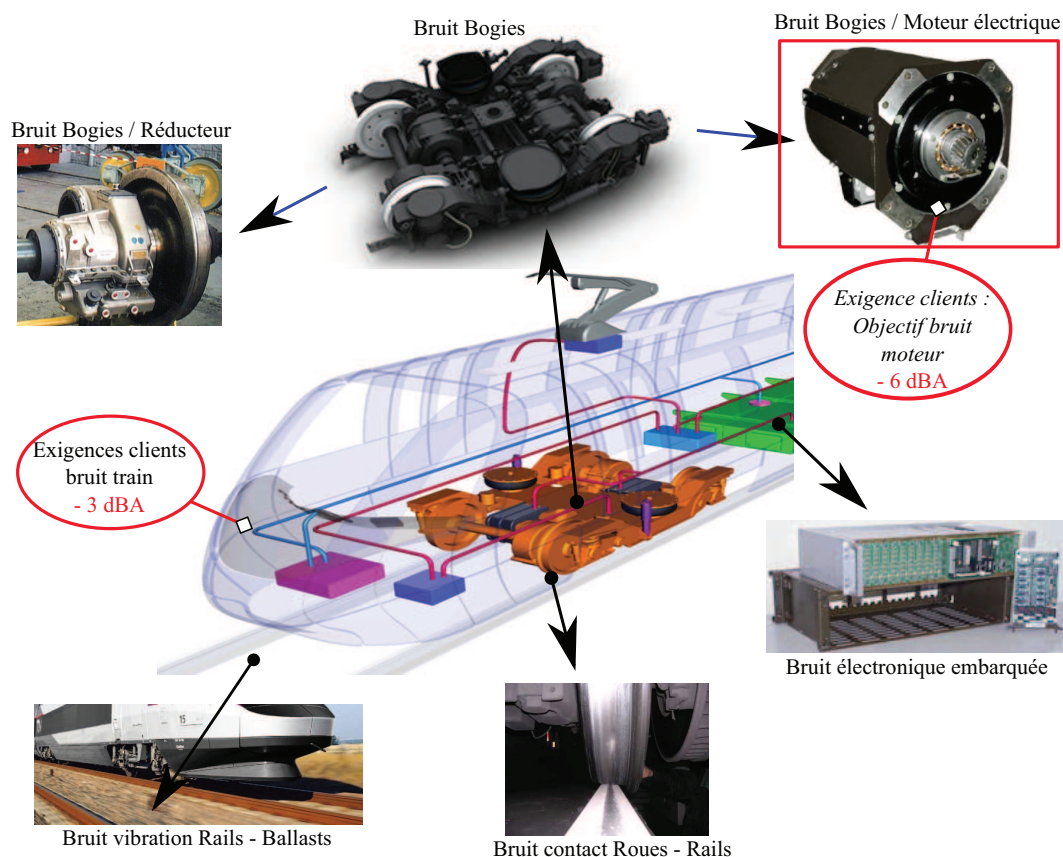 Bruit Bogies
Bruit Bogies / Moteur électrique
Bruit Bogies / Réducteur
Exigence clients :
Objectif bruit
moteur
- 6 dBA
Exigences clients
bruit train
- 3 dBA
Bruit électronique embarquée
15
Bruit vibration Rails - Ballasts
Bruit contact Roues - Rails